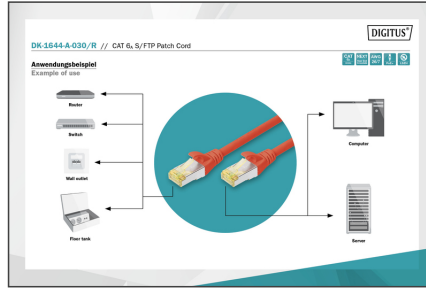 DIGITUS®
DK-1644-A-030/R // CAT 6A S/FTP Patch Cord
Anwendungsbeispiel
Example of use
Router
Switch
Wall outlet
Floor tank
Computer
Server